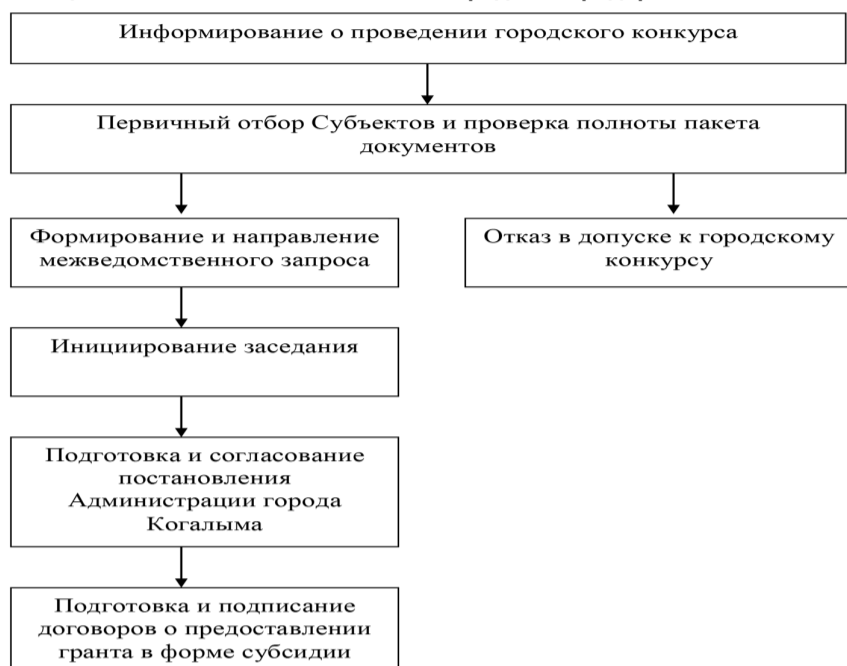 Информирование о проведении городского конкурса
Первичный отбор Субъектов и проверка полноты пакета
документов
Формирование и направление
межведомственного запроса
Отказ в допуске к городскому
конкурсу
Инициирование заседания
Подготовка и согласование
постановления
Администрации города
Когалыма
Подготовка и подписание
договоров о предоставлении
гранта в форме субсидии